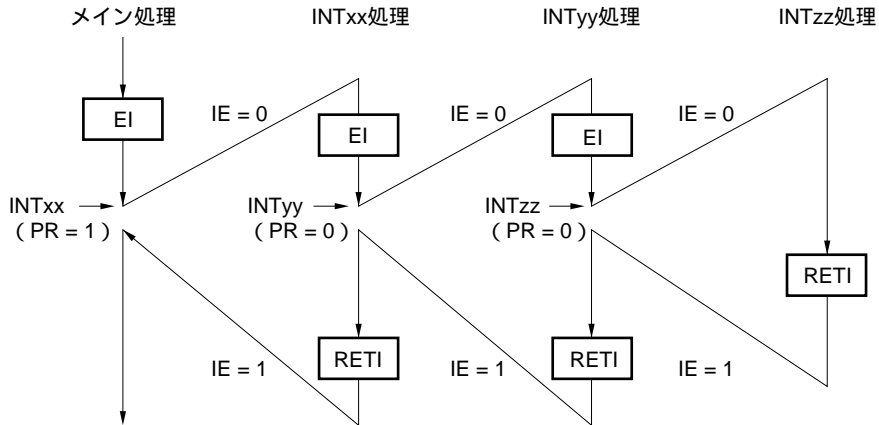 メイン処理 INTxx処理 INTyy処理 INTzz処理
EI IE = 0 EI IE = 0 EI IE = 0
INTxx INTyy INTzz
（PR = 1） （PR = 0） （PR = 0）
RETI
IE = 1 RETI IE = 1 RETI IE = 1